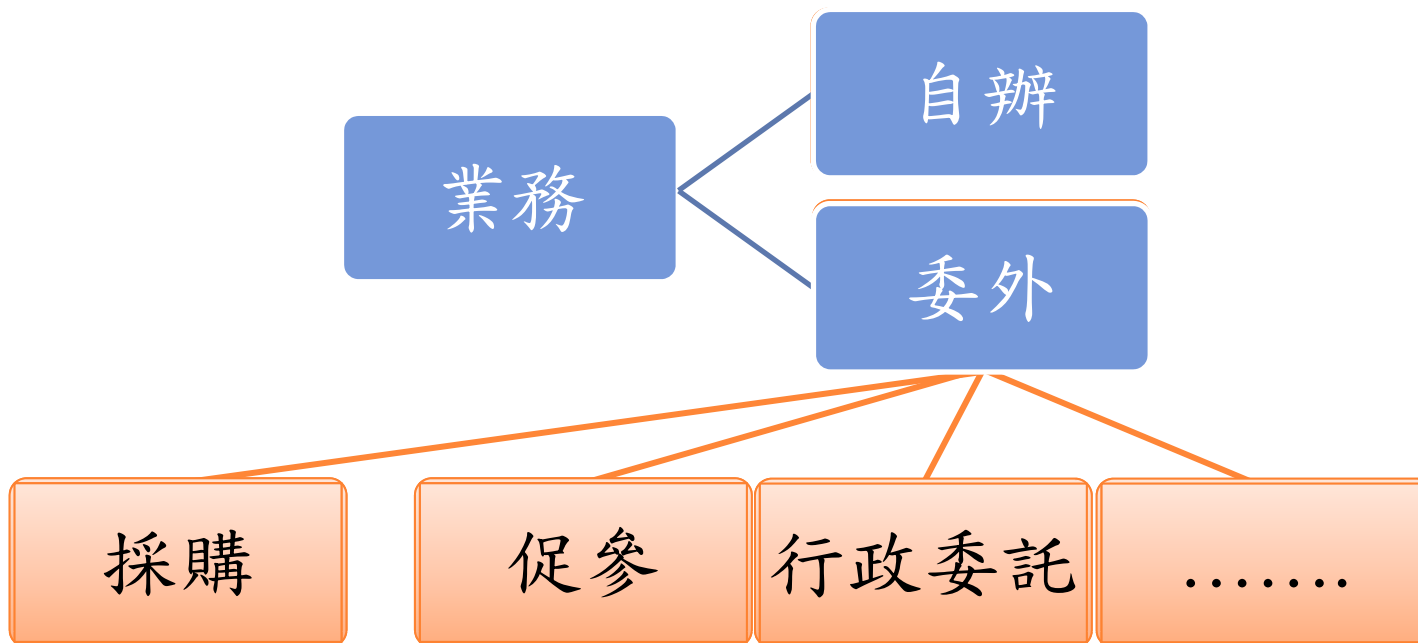 自辦
業務
委外
採購
促參
行政委託
.......